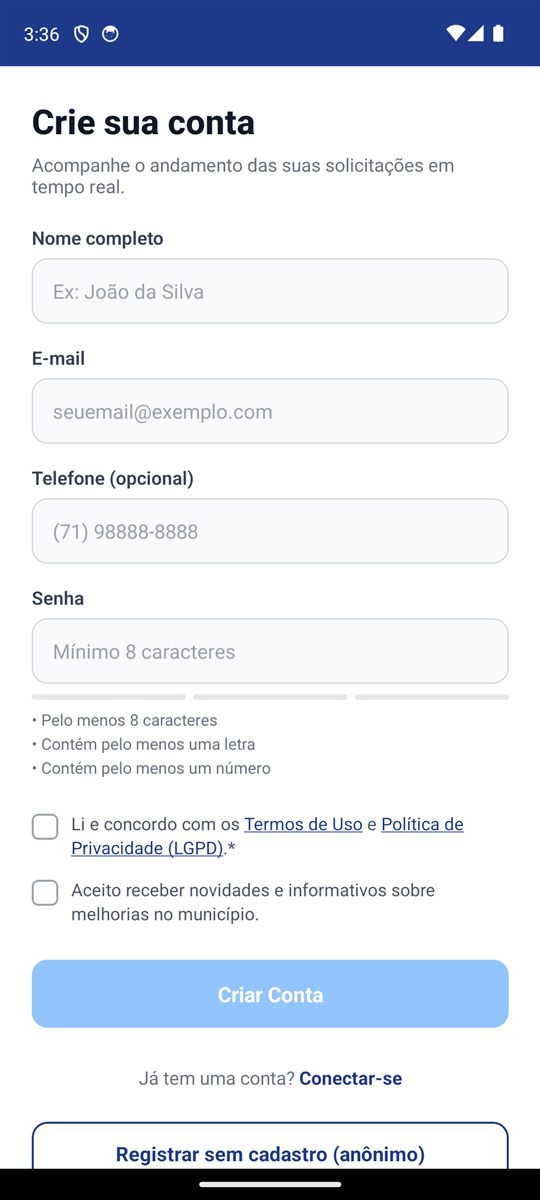 3:36
Crie sua conta
Acompanhe o andamento das suas solicitações em
tempo real.
Nome completo
Ex: João da Silva
E-mail
seuemail@exemplo.com
Telefone (opcional)
(71) 98888-8888
Senha
Mínimo 8 caracteres
• Pelo menos 8 caracteres
• Contém pelo menos uma letra
• Contém pelo menos um número
Li e concordo com os Termos de Uso e Política de
Privacidade (LGPD).*
Aceito receber novidades e informativos sobre
melhorias no município.
Criar Conta
Já tem uma conta? Conectar-se
Registrar sem cadastro (anônimo)